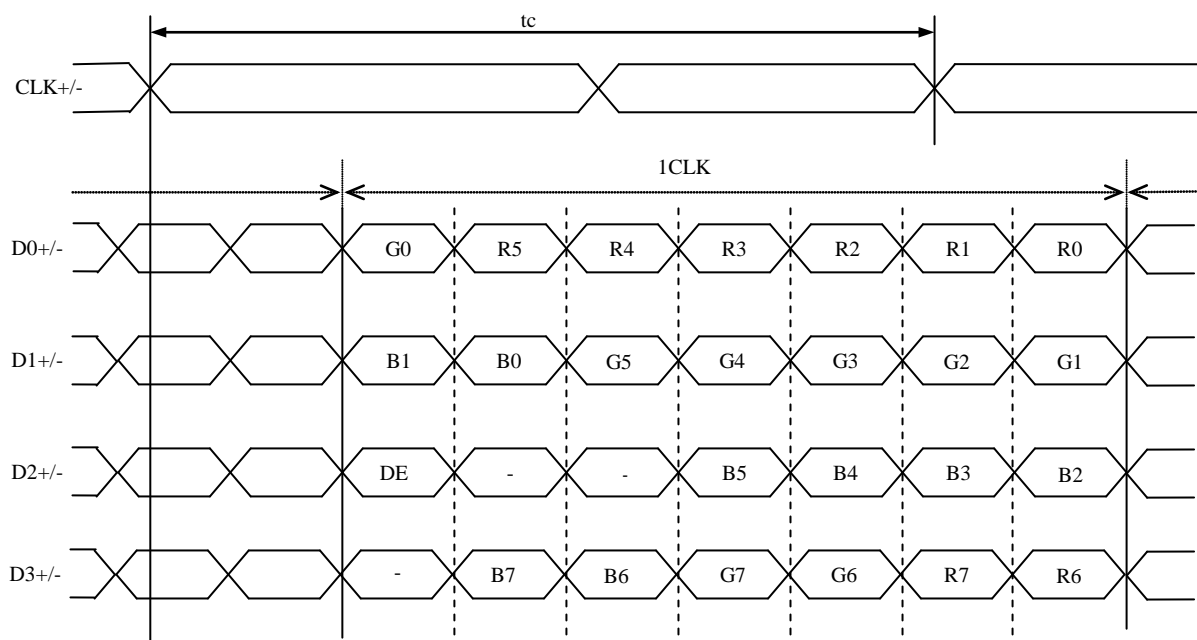 tc
CLK+/-
1CLK
D0+/- G0 R5 R4 R3 R2 R1 R0
D1+/- B1 B0 G5 G4 G3 G2 G1
D2+/- DE - - B5 B4 B3 B2
D3+/- - B7 B6 G7 G6 R7 R6